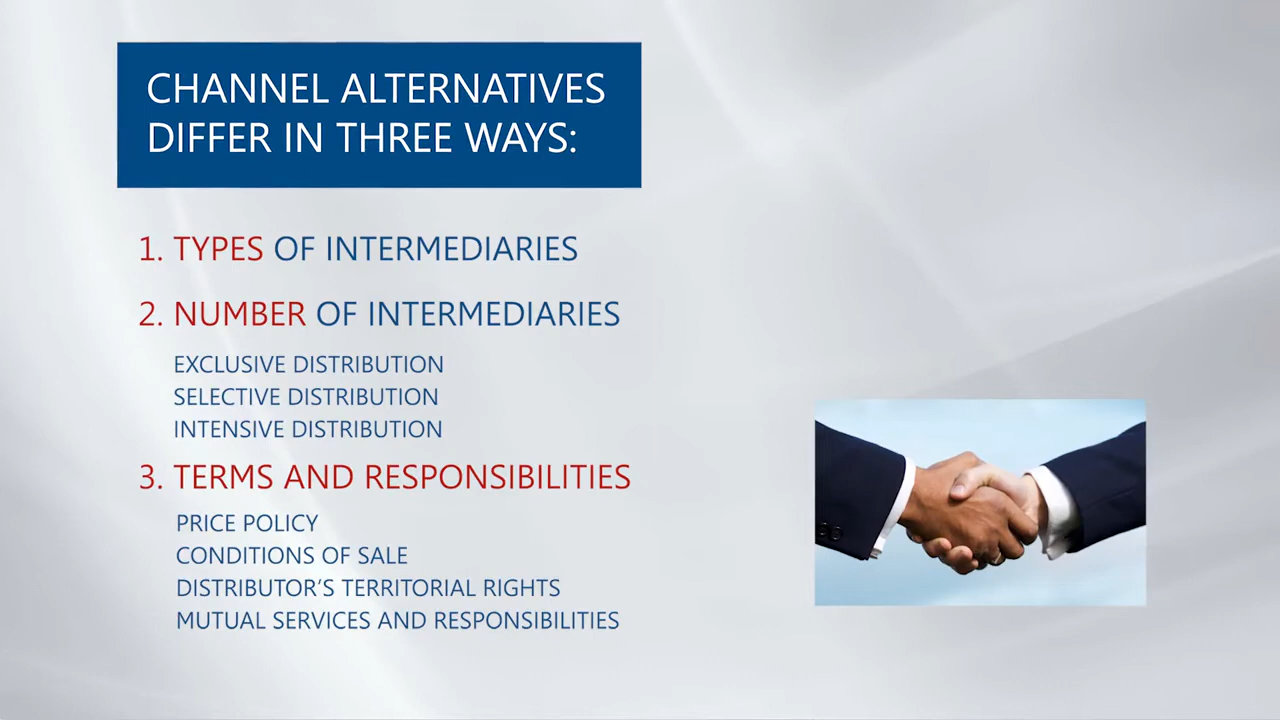 CHANNEL ALTERNATIVES
DIFFER IN THREE WAYS:
1. TYPES OF INTERMEDIARIES
2. NUMBER OF INTERMEDIARIES
EXCLUSIVE DISTRIBUTION
SELECTIVE DISTRIBUTION
INTENSIVE DISTRIBUTION
3. TERMS AND RESPONSIBILITIES
PRICE POLICY
CONDITIONS OF SALE
DISTRIBUTOR’S TERRITORIAL RIGHTS
MUTUAL SERVICES AND RESPONSIBILITIES